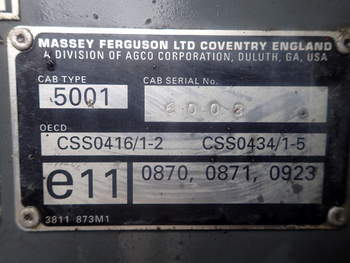 MASSEY FERGUSON LTD COVENTRY ENGLAND
A DIVISION OF AGCO CORPORATION, DULUTH, GA, USA
CAB TYPE CAB SERIAL No.
5001
OECD
CSS0416/1-2 CSS0434/1-5
e11 0870, 0871, 0923
3811 873M1